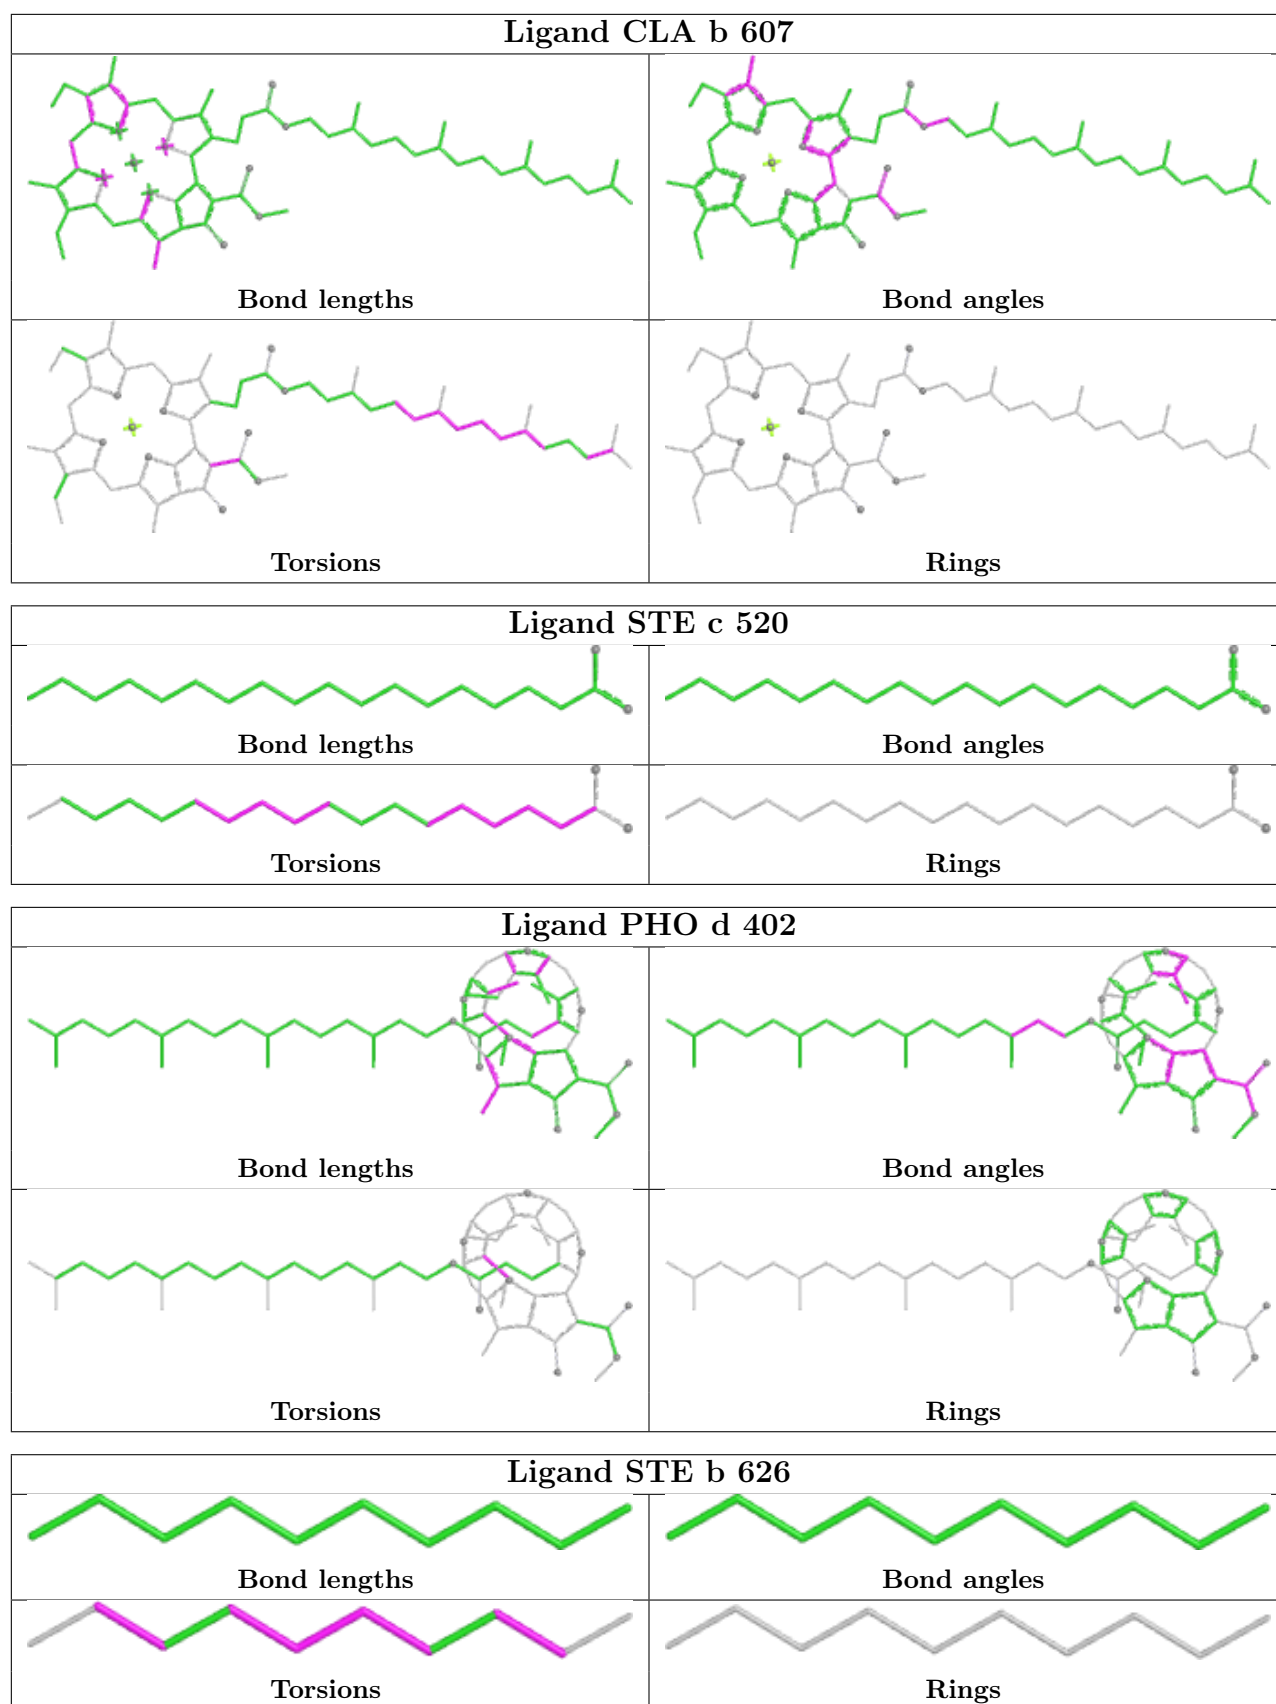 Ligand CLA b 607
Bond lengths
Bond angles
Torsions
Rings
Ligand STE c 520
Bond lengths
Bond angles
Torsions
Rings
Ligand PHO d 402
Bond lengths
Bond angles
Torsions
Rings
Ligand STE b 626
Bond lengths
Bond angles
Torsions
Rings